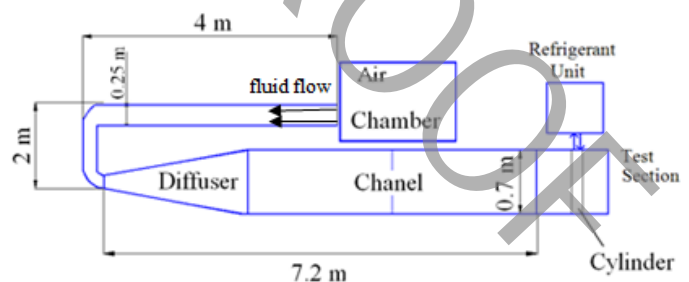 4 m
0.25 m
fluid flow
Air
Chamber
Refrigerant
Unit
2 m
Diffuser
Chanel
0.7 m
Test
Section
7.2 m
Cylinder